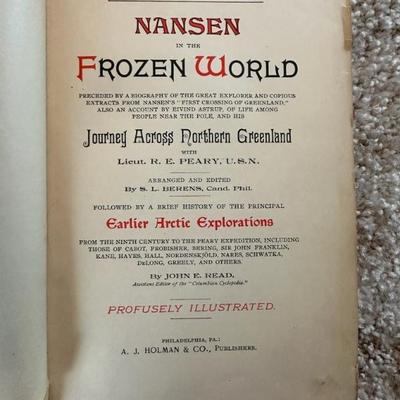 NANSEN
IN THE
FROZEN WORLD
PRECEDED BY A BIOGRAPHY OF THE GREAT EXPLORER AND COPIOUS
EXTRACTS FROM NANSEN'S "FIRST CROSSING OF GREENLAND,"
ALSO AN ACCOUNT BY EIVIND ASTRUP, OF LIFE AMONG
PEOPLE NEAR THE POLE, AND HIS
Journey Across Northern Greenland
WITH
Lieut. R. E. PEARY, U.S.N.
ARRANGED AND EDITED
By S. L. BERENS, Cand. Phil.
FOLLOWED BY A BRIEF HISTORY OF THE PRINCIPAL
Earlier Arctic Explorations
FROM THE NINTH CENTURY TO THE PEARY EXPEDITION, INCLUDING
THOSE OF CABOT, FROBISHER, BERING, SIR JOHN FRANKLIN,
KANE, HAYES, HALL, NORDENSKJÖLD, NARES, SCHWATKA,
DELONG, GREELY, AND OTHERS.
By JOHN E. READ,
Assistant Editor of the "Columbian Cyclopedia."
PROFUSELY ILLUSTRATED.
PHILADELPHIA, PA.:
A. J. HOLMAN & CO., PUBLISHERS.